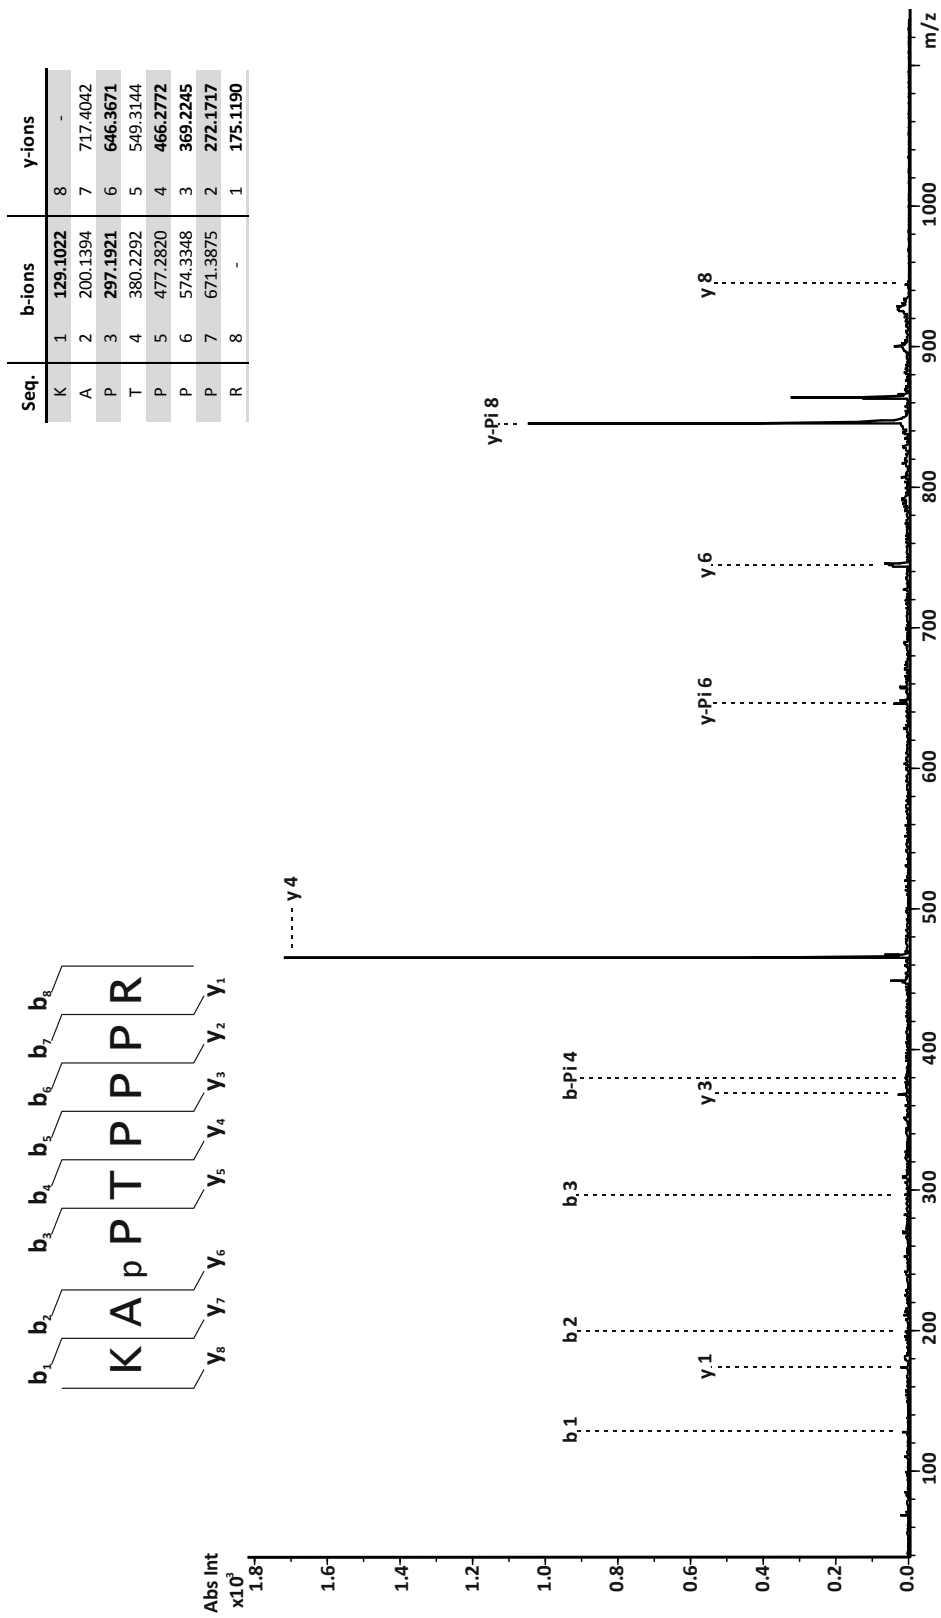 b₁ b₂ b₃ b₄ b₅ b₆ b₇ b₈
K A pP T P P P R
y₈ y₇ y₆ y₅ y₄ y₃ y₂ y₁
Seq. b-ions y-ions
K 1 129.1022 8 -
A 2 200.1394 7 717.4042
P 3 297.1921 6 646.3671
T 4 380.2292 5 549.3144
P 5 477.2820 4 466.2772
P 6 574.3348 3 369.2245
P 7 671.3875 2 272.1717
R 8 - 1 175.1190
Abs Int
x10³
1.8
1.6
1.4
1.2
1.0
0.8
0.6
0.4
0.2
0.0
b 1
y 1
b 2
b 3
y 3
b-Pi 4
y 4
y-Pi 6
y 6
y-Pi 8
y 8
100 200 300 400 500 600 700 800 900 1000 m/z